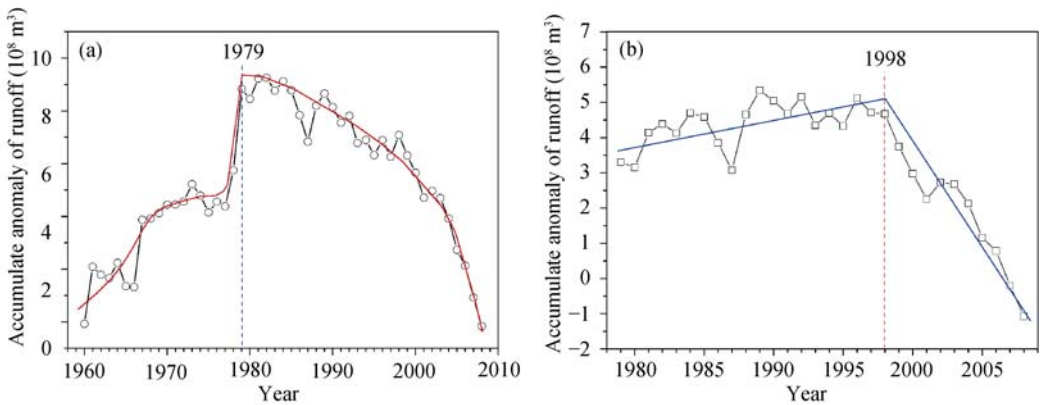 (a)
1979
Accumulate anomaly of runoff (10⁸ m³)
10
9
6
4
2
0
1960 1970 1980 1990 2000 2010
Year
(b)
1998
Accumulate anomaly of runoff (10⁸ m³)
7
6
5
4
3
2
1
0
−1
−2
1980 1985 1990 1995 2000 2005
Year